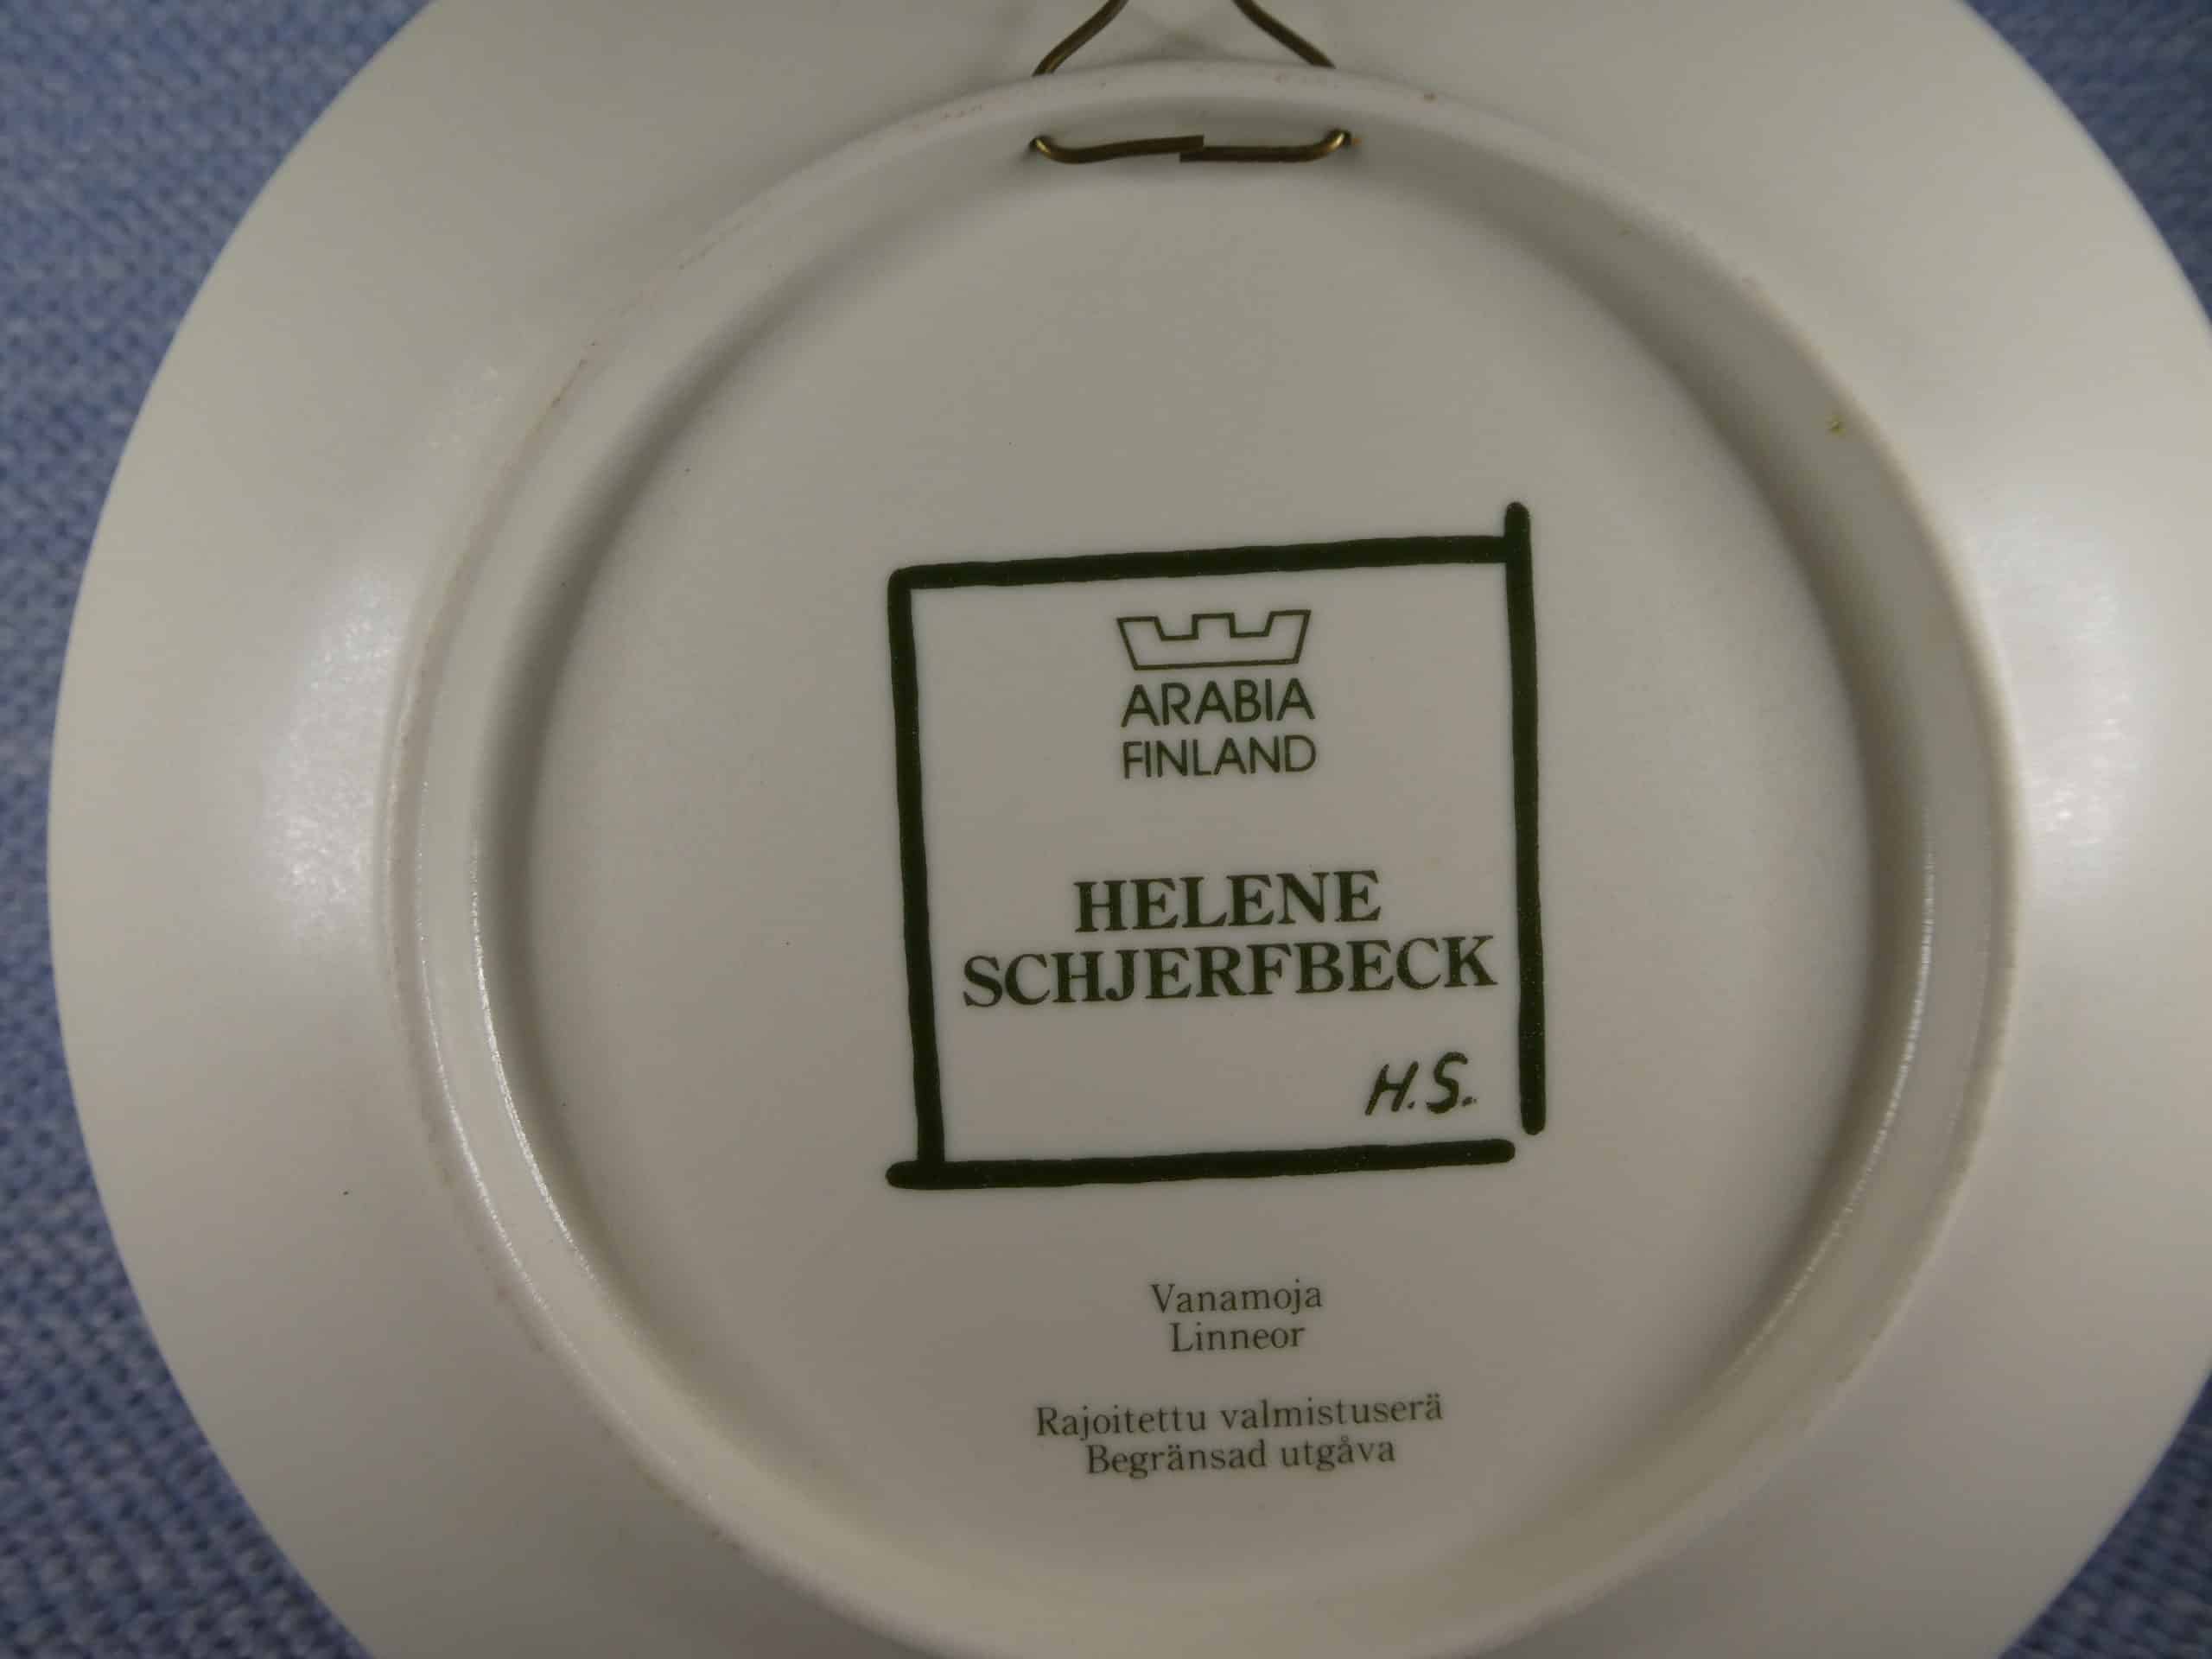 ARABIA
FINLAND
HELENE
SCHJERFBECK
H.S.
Vanamoja
Linneor
Rajoitettu valmistuserä
Begränsad utgåva